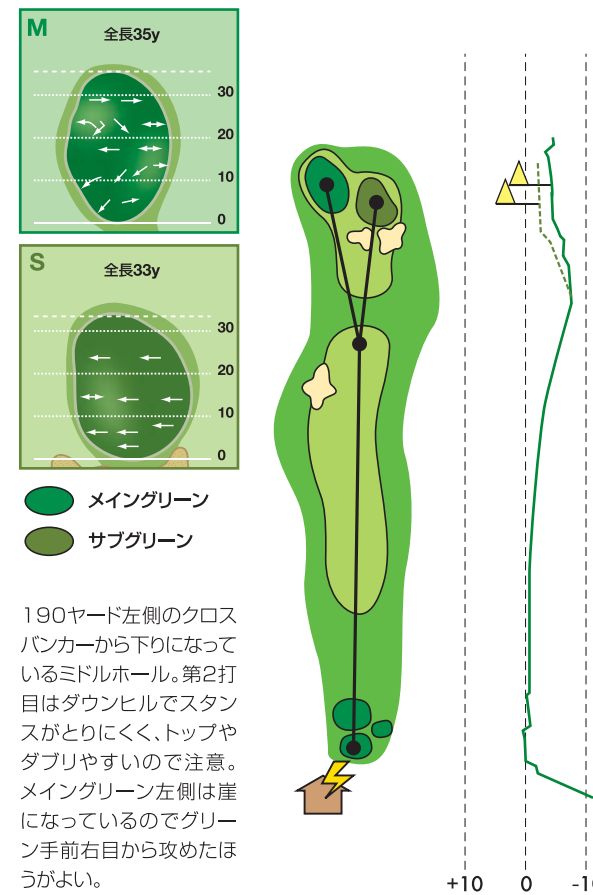 M
全長35y
30
20
10
0
S
全長33y
30
20
10
0
メイングリーン
サブグリーン
190ヤード左側のクロス
バンカーから下りになって
いるミドルホール。第2打
目はダウンヒルでスタン
スがとりにくく、トップや
ダブリやすいので注意。
メイングリーン左側は崖
になっているのでグリー
ン手前右目から攻めたほ
うがよい。
+10 0 -10